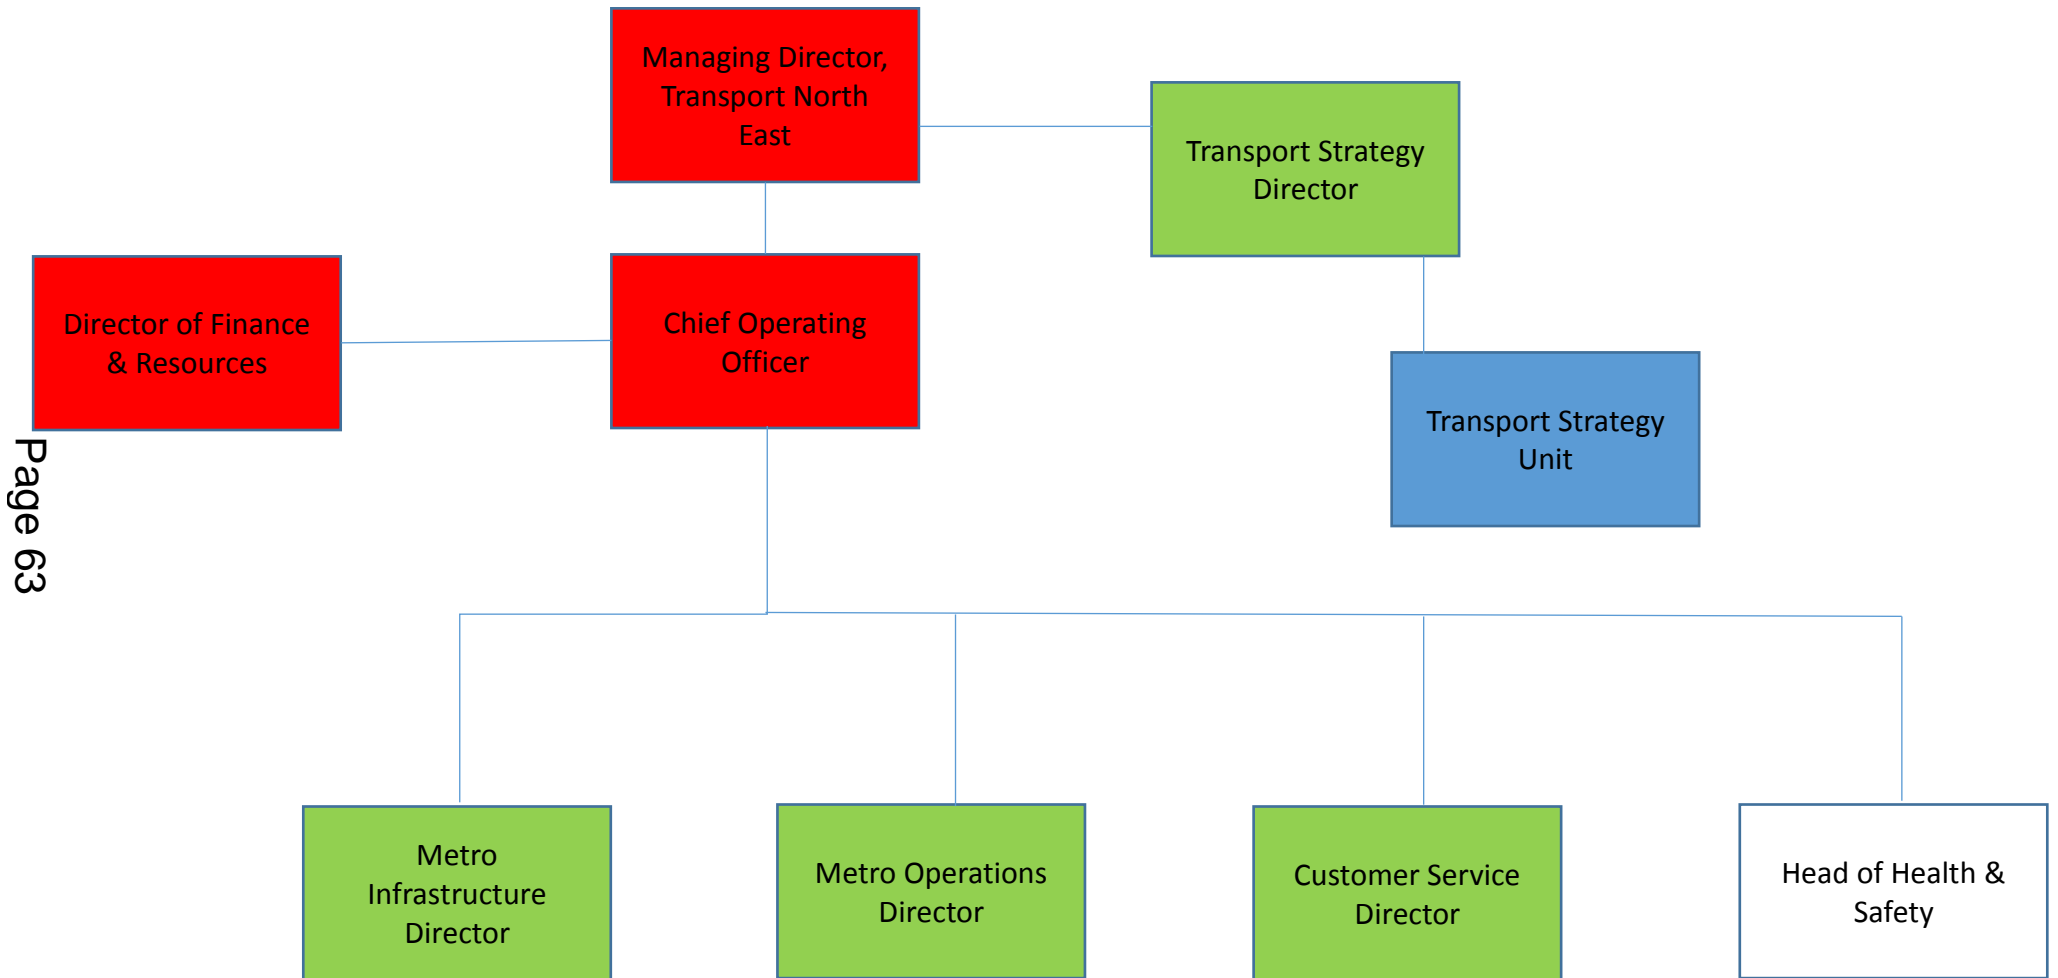 Managing Director,
Transport North
East
Transport Strategy
Director
Director of Finance
& Resources
Chief Operating
Officer
Transport Strategy
Unit
Page 63
Metro
Infrastructure
Director
Metro Operations
Director
Customer Service
Director
Head of Health &
Safety